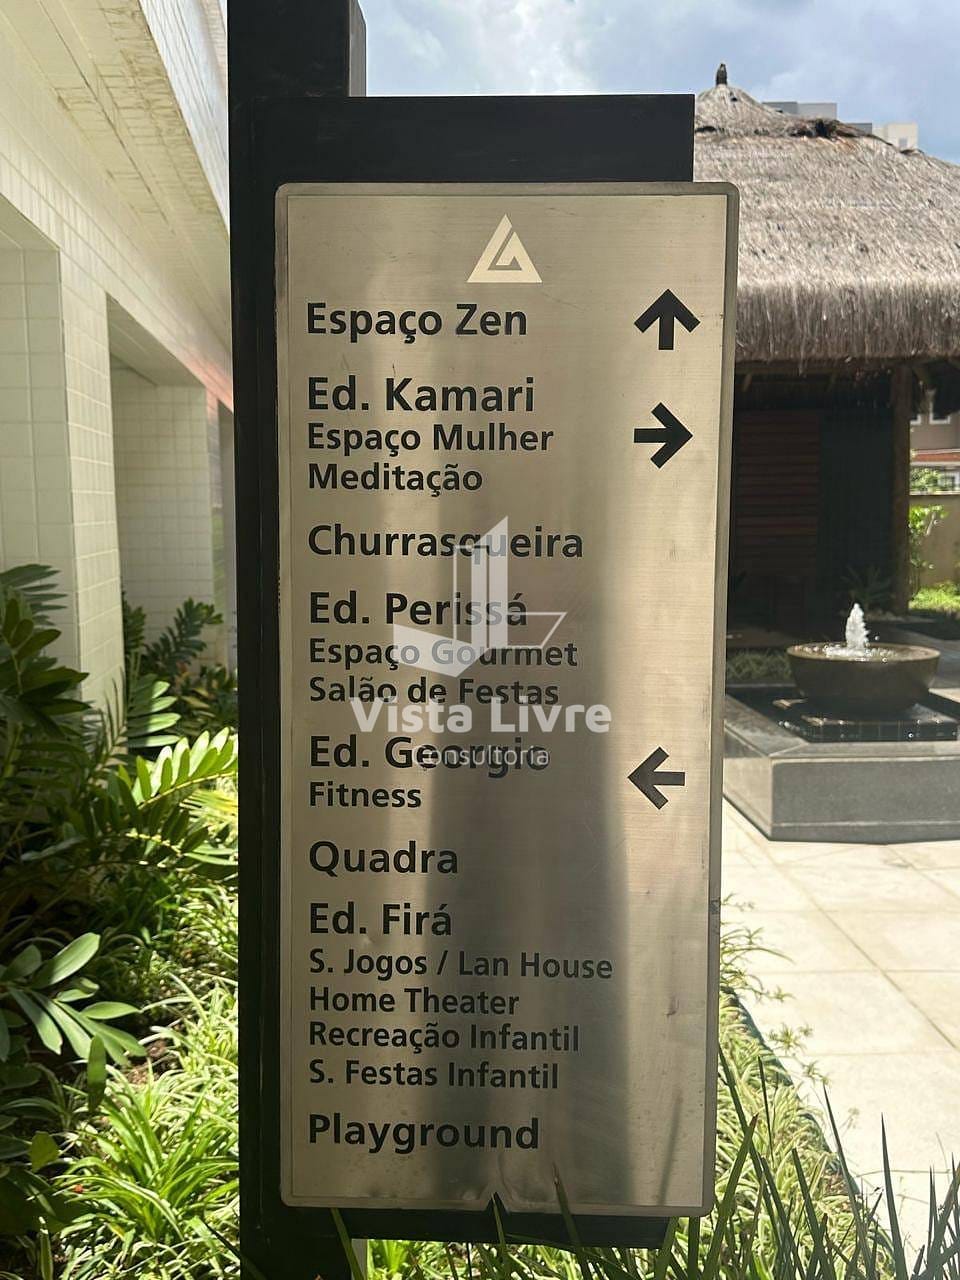 Espaço Zen
Ed. Kamari
Espaço Mulher
Meditação
Churrasqueira
Ed. Perissá
Espaço Gourmet
Salão de Festas
Vista Livre
Ed. Georgio
consultoria
Fitness
Quadra
Ed. Firá
S. Jogos / Lan House
Home Theater
Recreação Infantil
S. Festas Infantil
Playground